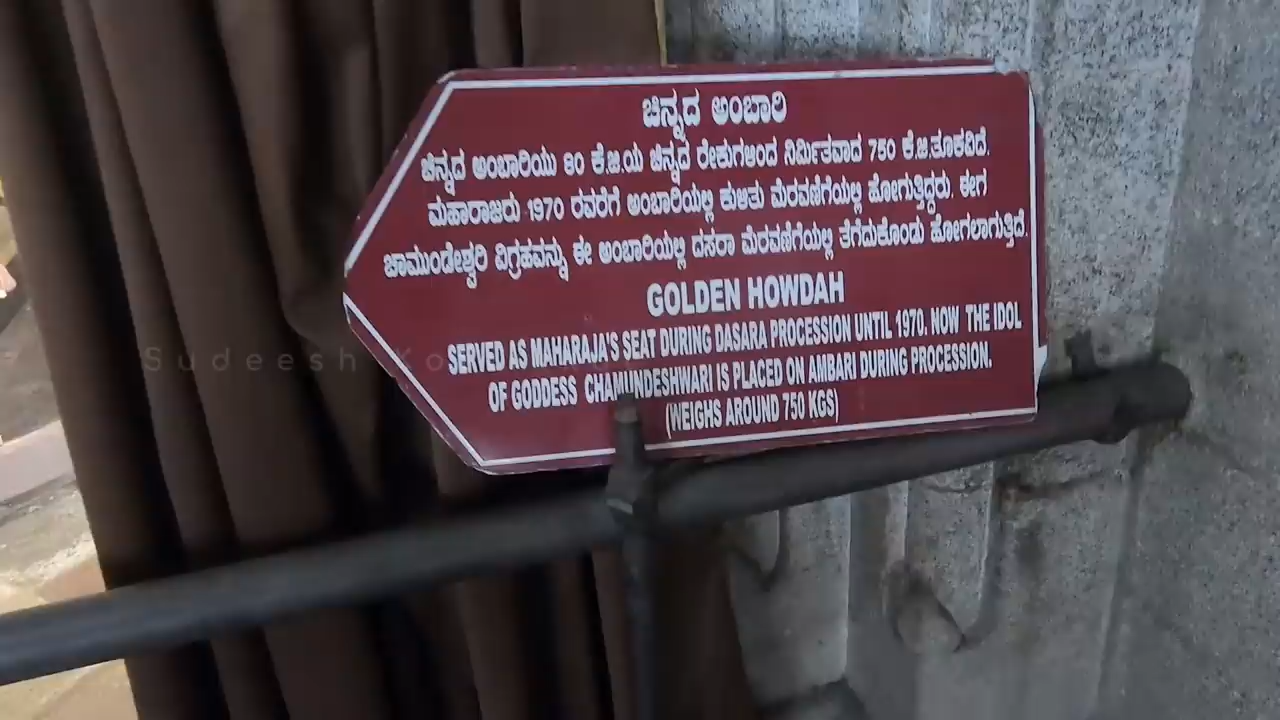 ಚಿನ್ನದ ಅಂಬಾರಿ
ಚಿನ್ನದ ಅಂಬಾರಿಯು 80 ಕೆ.ಜಿ.ಯ ಚಿನ್ನದ ರೇಕುಗಳಿಂದ ನಿರ್ಮಿತವಾದ 750 ಕೆ.ಜಿ.ತೂಕವಿದೆ.
ಮಹಾರಾಜರು 1970 ರವರೆಗೆ ಅಂಬಾರಿಯಲ್ಲಿ ಕುಳಿತು ಮೆರವಣಿಗೆಯಲ್ಲಿ ಹೋಗುತ್ತಿದ್ದರು. ಈಗ
ಚಾಮುಂಡೇಶ್ವರಿ ವಿಗ್ರಹವನ್ನು ಈ ಅಂಬಾರಿಯಲ್ಲಿ ದಸರಾ ಮೆರವಣಿಗೆಯಲ್ಲಿ ತೆಗೆದುಕೊಂಡು ಹೋಗಲಾಗುತ್ತಿದೆ.
GOLDEN HOWDAH
SERVED AS MAHARAJA'S SEAT DURING DASARA PROCESSION UNTIL 1970. NOW THE IDOL
OF GODDESS CHAMUNDESHWARI IS PLACED ON AMBARI DURING PROCESSION.
(WEIGHS AROUND 750 KGS)
Sudeesh